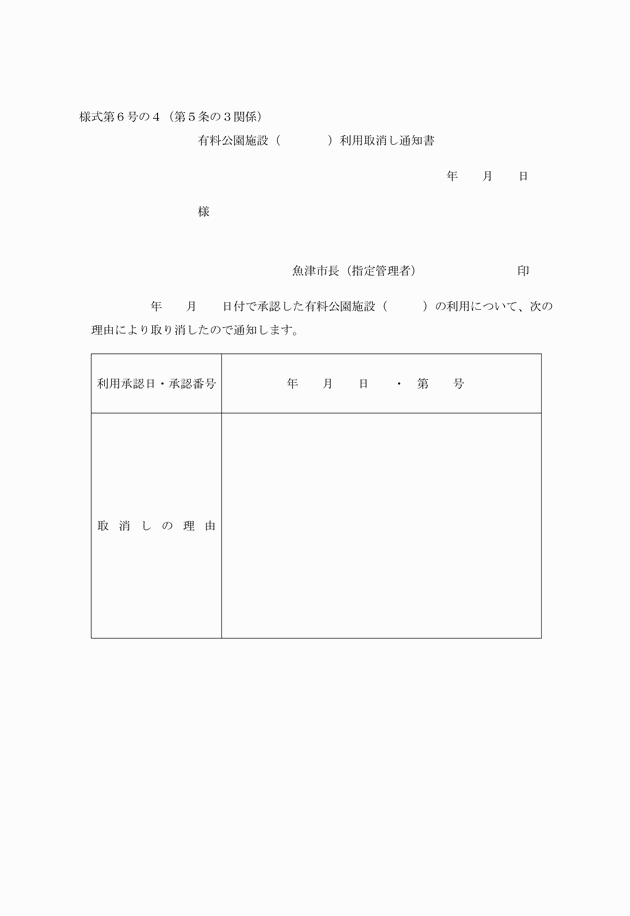 様式第６号の４（第５条の３関係）
有料公園施設（　　　　）利用取消し通知書
年　　月　　日
様
魚津市長（指定管理者）　　　　　　　　印
年　　月　　日付で承認した有料公園施設（　　　）の利用について、次の
理由により取り消したので通知します。
利用承認日・承認番号　　　　　　年　　月　　日　　・　第　　号
取　消　し　の　理　由